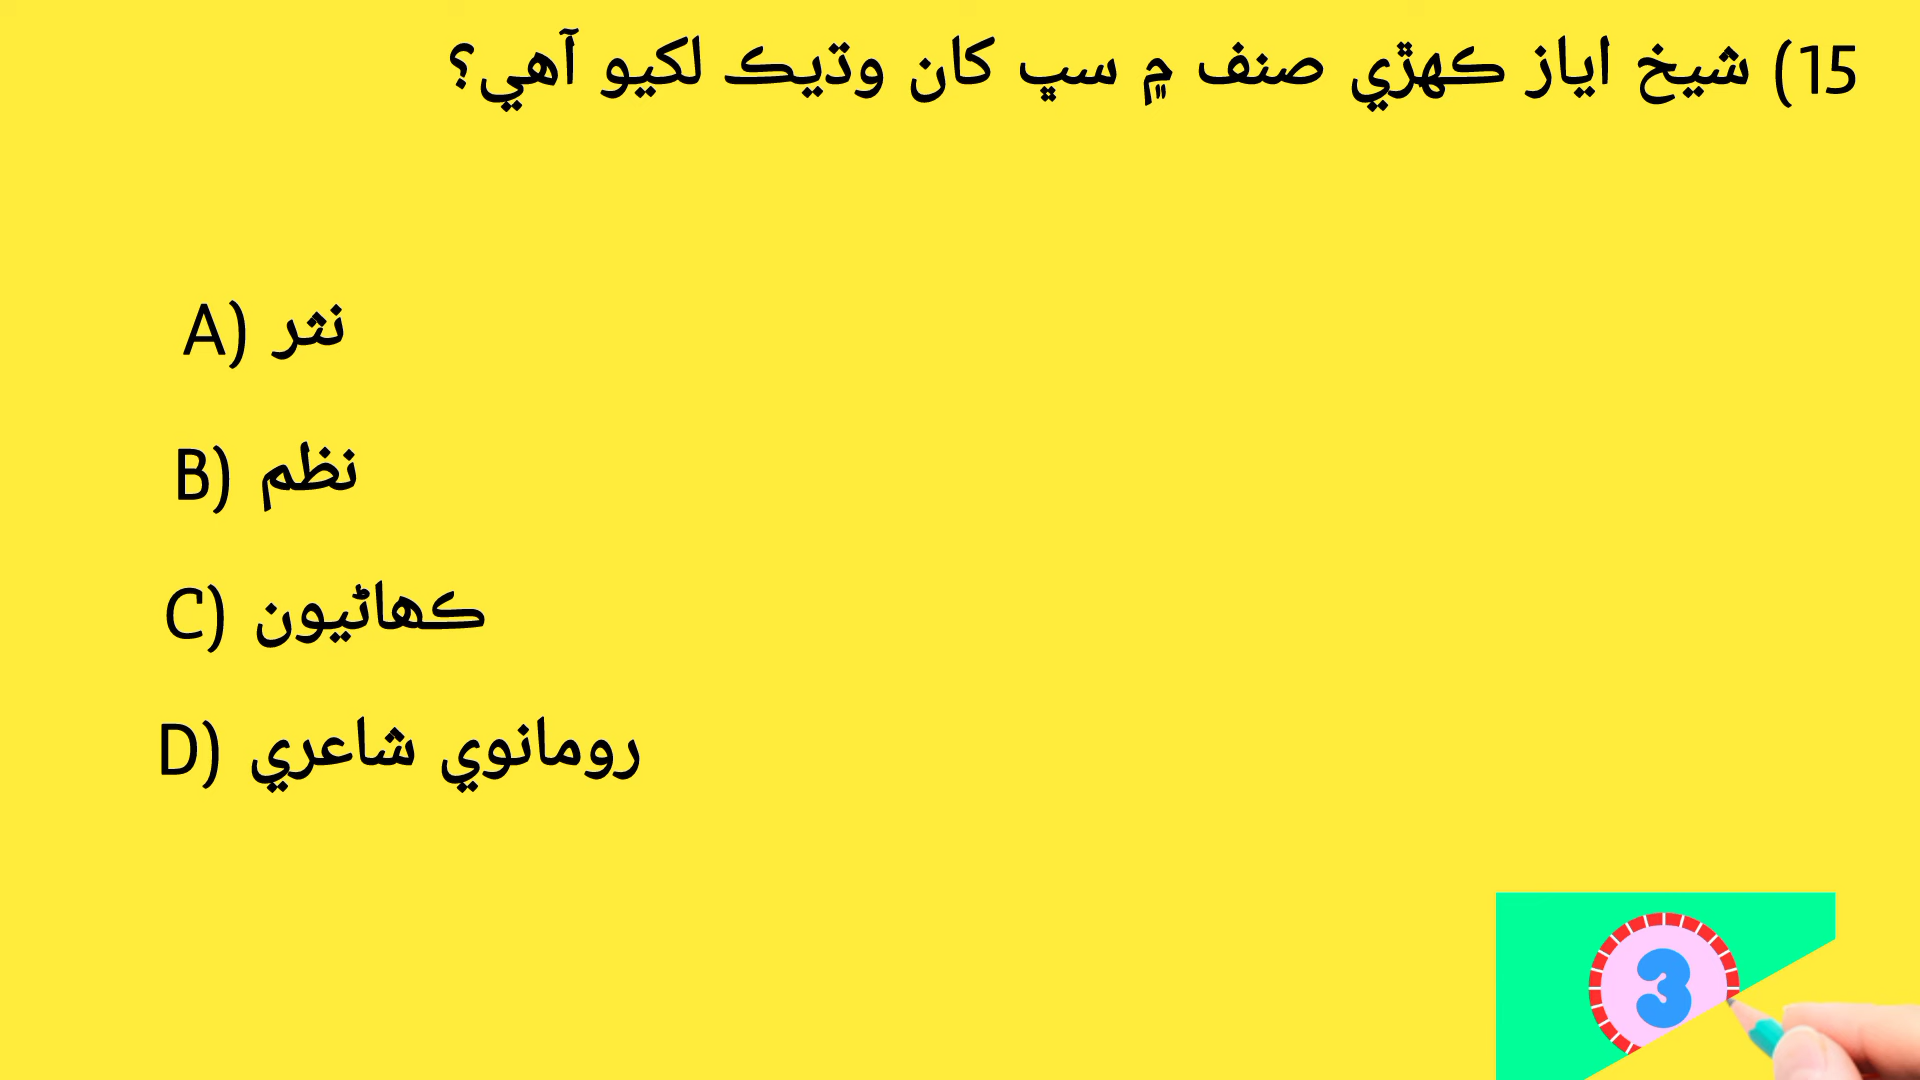 15) شيخ اياز ڪهڙي صنف ۾ سڀ کان وڌيڪ لکيو آهي؟
A) نثر
B) نظم
C) ڪهاڻيون
D) رومانوي شاعري
3